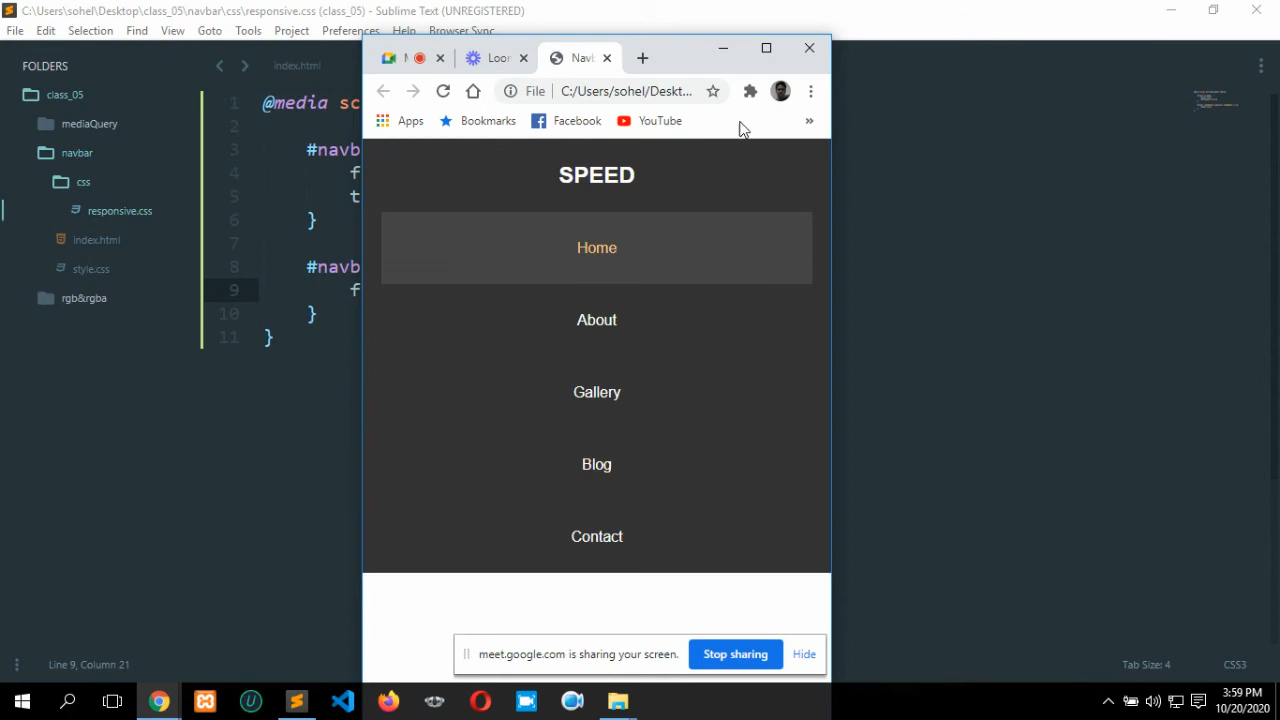 C:\Users\sohel\Desktop\class_05\navbar\css\responsive.css (class_05) - Sublime Text (UNREGISTERED)
File Edit Selection Find View Goto Tools Project Preferences Help Browser Sync
FOLDERS
class_05
mediaQuery
navbar
css
responsive.css
index.html
style.css
rgb&rgba
index.html
1 @media sc
2
3 #navb
4 f
5 t
6 }
7
8 #navb
9 f
10 }
11 }
Loon
Navb
File C:/Users/sohel/Deskt...
Apps Bookmarks Facebook YouTube »
SPEED
Home
About
Gallery
Blog
Contact
meet.google.com is sharing your screen. Stop sharing Hide
Line 9, Column 21
Tab Size: 4 CSS3
3:59 PM
10/20/2020